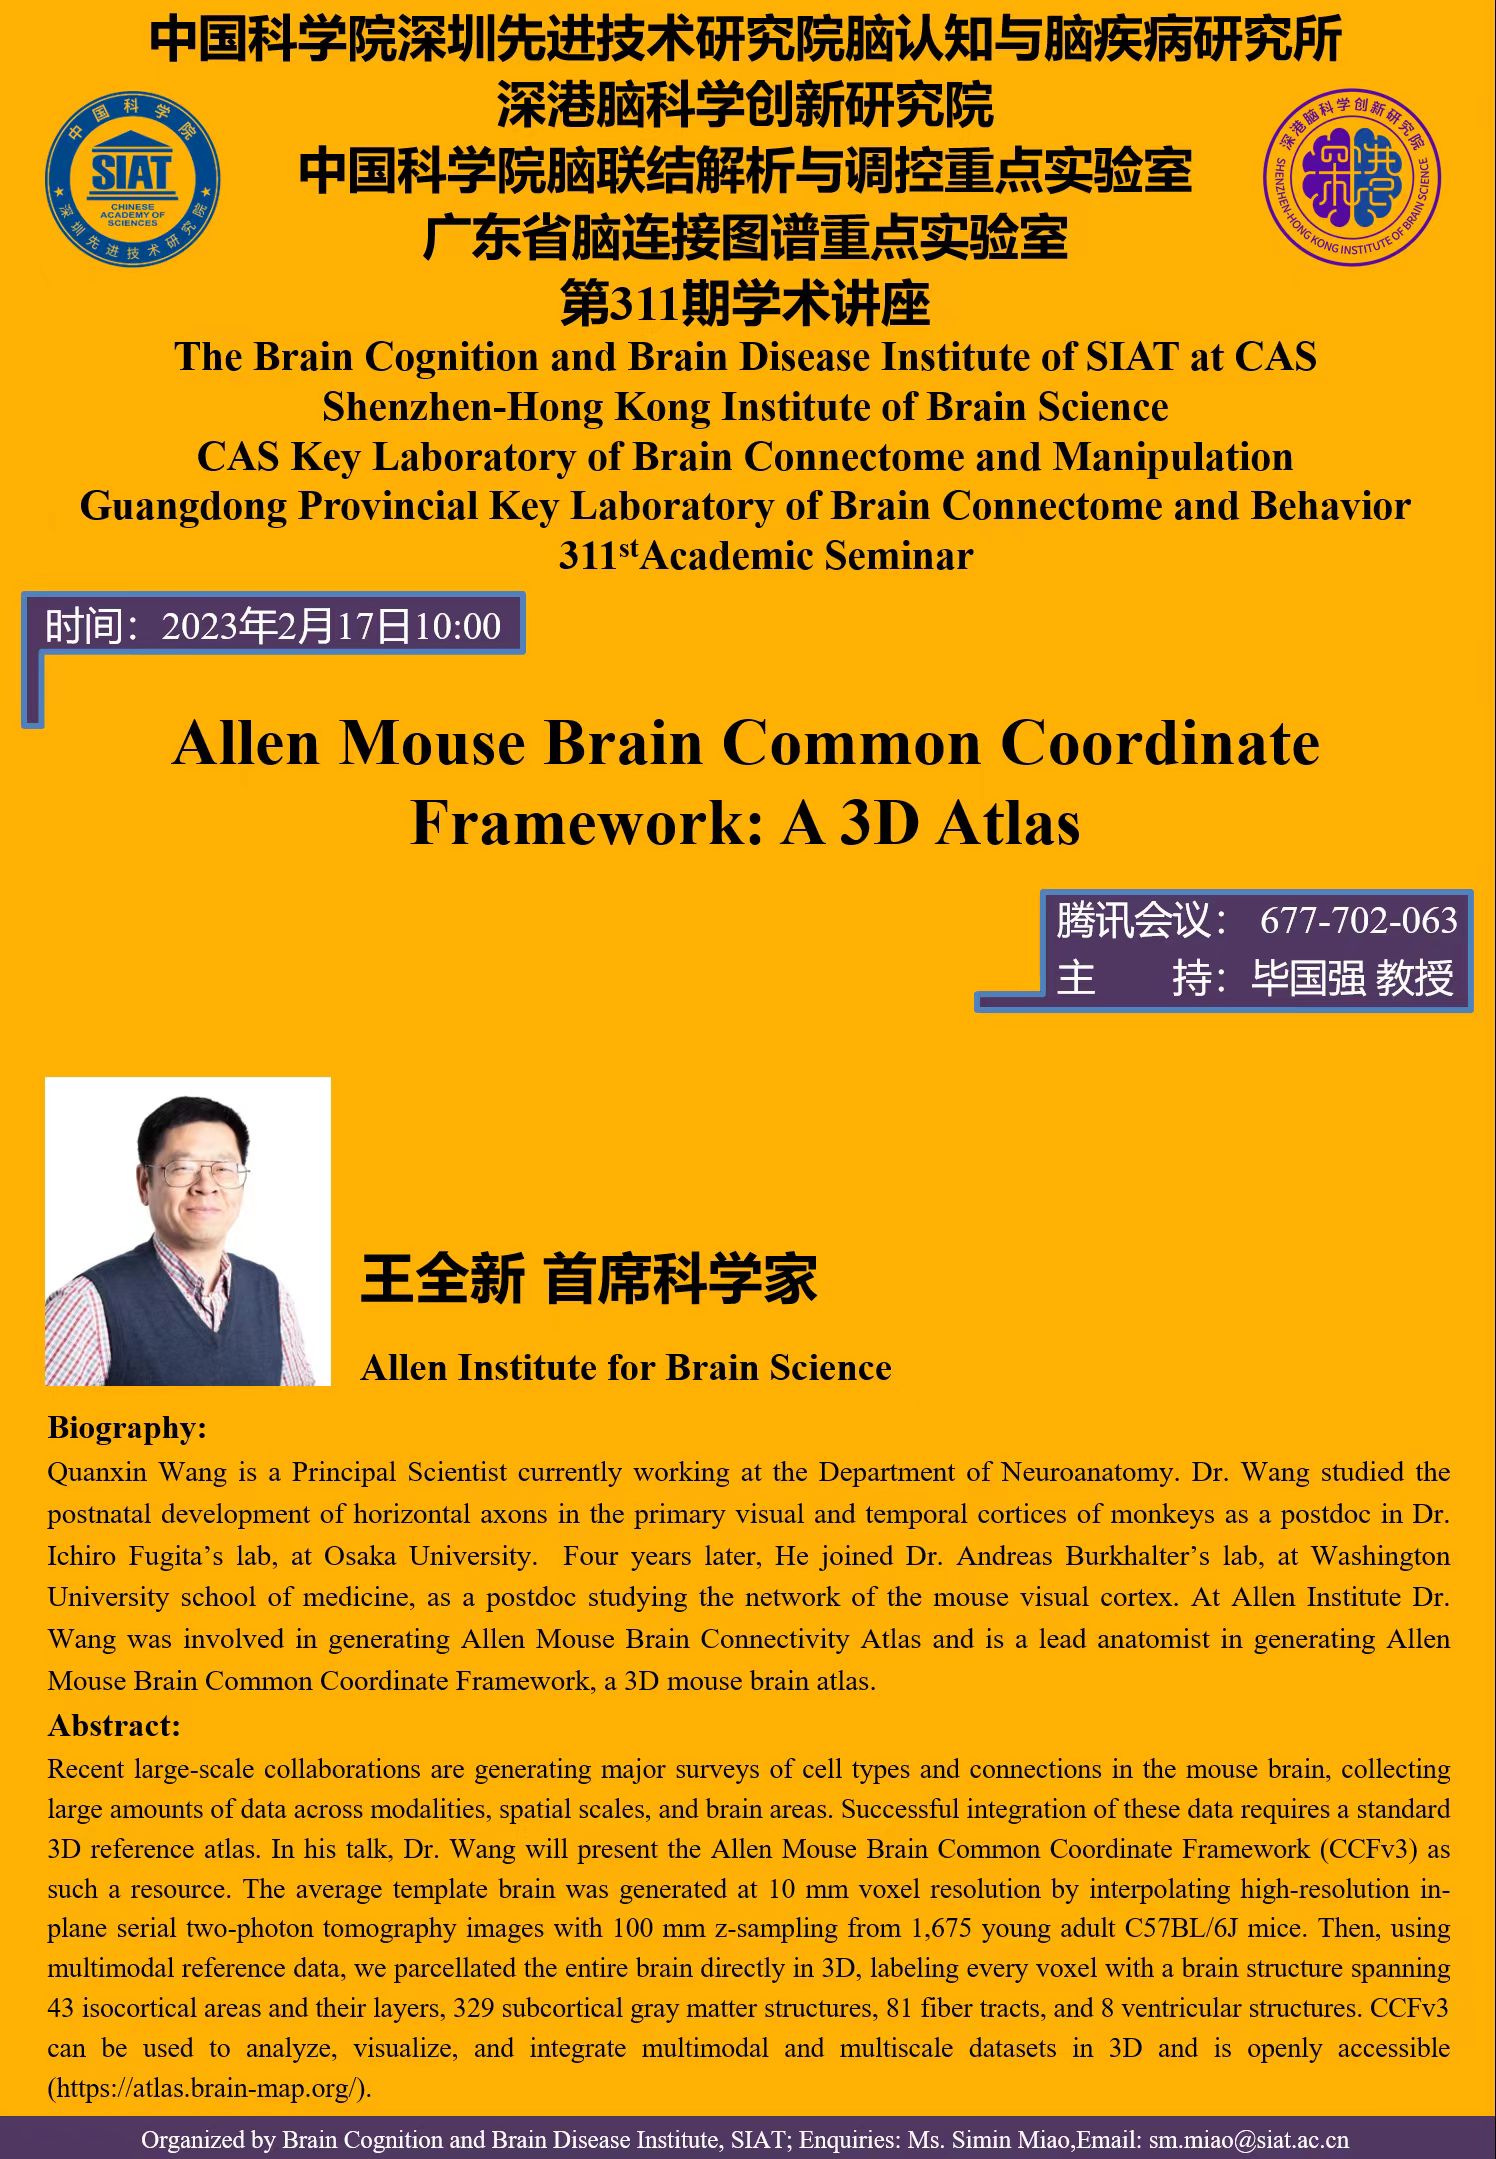 中国科学院深圳先进技术研究院脑认知与脑疾病研究所
深港脑科学创新研究院
中国科学院脑联结解析与调控重点实验室
广东省脑连接图谱重点实验室
第311期学术讲座
中国科学院
SIAT
CHINESE
ACADEMY OF
SCIENCES
深圳先进技术研究院
深港脑科学创新研究院
深港
SHENZHEN-HONG KONG INSTITUTE OF BRAIN SCIENCE
The Brain Cognition and Brain Disease Institute of SIAT at CAS
Shenzhen-Hong Kong Institute of Brain Science
CAS Key Laboratory of Brain Connectome and Manipulation
Guangdong Provincial Key Laboratory of Brain Connectome and Behavior
311stAcademic Seminar
时间：2023年2月17日10:00
Allen Mouse Brain Common Coordinate
Framework: A 3D Atlas
腾讯会议： 677-702-063
主 持：毕国强 教授
王全新 首席科学家
Allen Institute for Brain Science
Biography:
Quanxin Wang is a Principal Scientist currently working at the Department of Neuroanatomy. Dr. Wang studied the
postnatal development of horizontal axons in the primary visual and temporal cortices of monkeys as a postdoc in Dr.
Ichiro Fugita’s lab, at Osaka University. Four years later, He joined Dr. Andreas Burkhalter’s lab, at Washington
University school of medicine, as a postdoc studying the network of the mouse visual cortex. At Allen Institute Dr.
Wang was involved in generating Allen Mouse Brain Connectivity Atlas and is a lead anatomist in generating Allen
Mouse Brain Common Coordinate Framework, a 3D mouse brain atlas.
Abstract:
Recent large-scale collaborations are generating major surveys of cell types and connections in the mouse brain, collecting
large amounts of data across modalities, spatial scales, and brain areas. Successful integration of these data requires a standard
3D reference atlas. In his talk, Dr. Wang will present the Allen Mouse Brain Common Coordinate Framework (CCFv3) as
such a resource. The average template brain was generated at 10 mm voxel resolution by interpolating high-resolution in-
plane serial two-photon tomography images with 100 mm z-sampling from 1,675 young adult C57BL/6J mice. Then, using
multimodal reference data, we parcellated the entire brain directly in 3D, labeling every voxel with a brain structure spanning
43 isocortical areas and their layers, 329 subcortical gray matter structures, 81 fiber tracts, and 8 ventricular structures. CCFv3
can be used to analyze, visualize, and integrate multimodal and multiscale datasets in 3D and is openly accessible
(https://atlas.brain-map.org/).
Organized by Brain Cognition and Brain Disease Institute, SIAT; Enquiries: Ms. Simin Miao,Email: sm.miao@siat.ac.cn